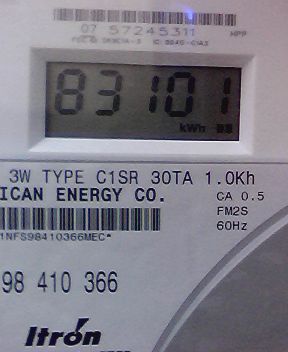 07 57245311 MPP
83101
kWh
3W TYPE C1SR 30TA 1.0Kh
ICAN ENERGY CO. CA 0.5
FM2S
60Hz
1NFS98410366MEC*
98 410 366
Itron